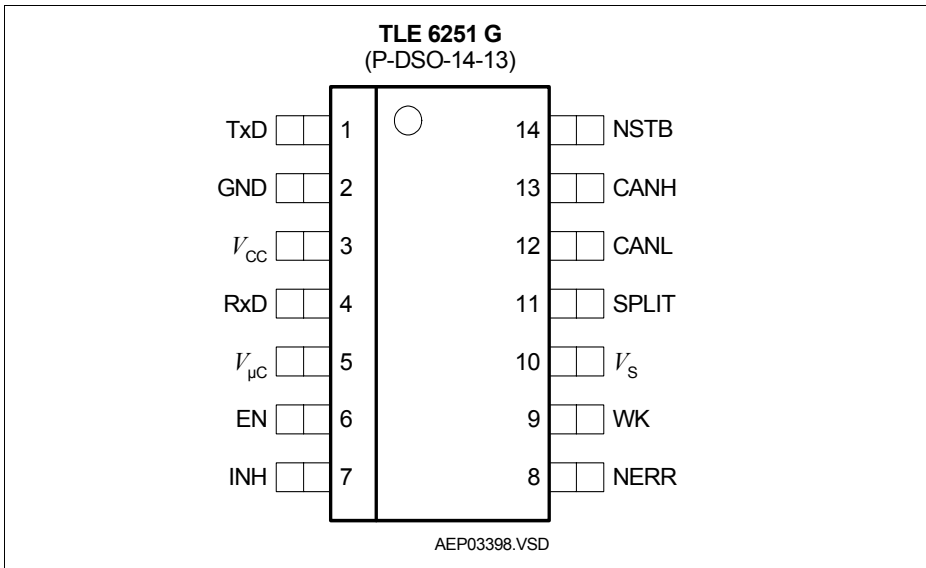 TLE 6251 G
(P-DSO-14-13)
TxD 1 14 NSTB
GND 2 13 CANH
VCC 3 12 CANL
RxD 4 11 SPLIT
VµC 5 10 VS
EN 6 9 WK
INH 7 8 NERR
AEP03398.VSD